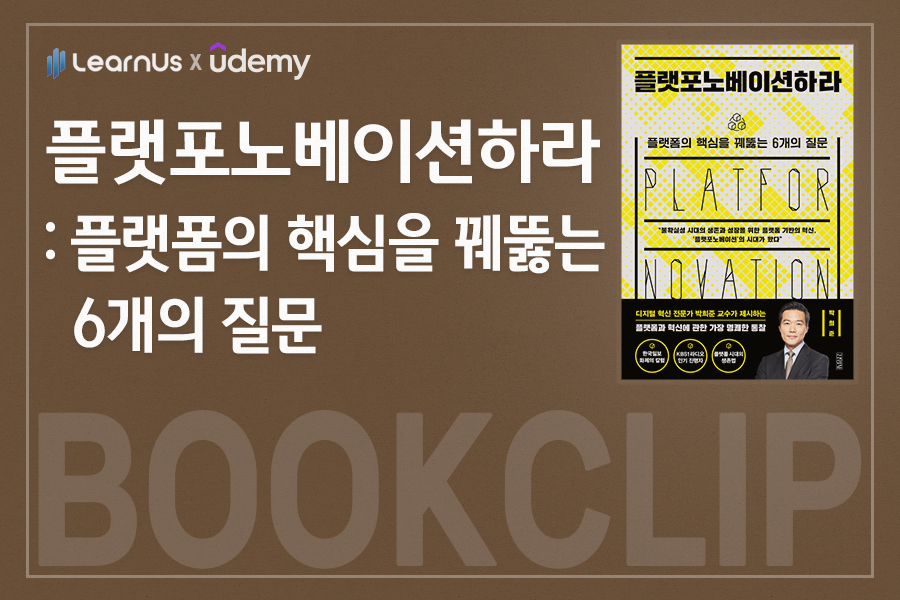 LearnUs X Udemy
플랫포노베이션하라
: 플랫폼의 핵심을 꿰뚫는
6개의 질문
플랫포노베이션하라
플랫폼의 핵심을 꿰뚫는 6개의 질문
PLATFOR
"불확실성 시대의 생존과 성장을 위한 플랫폼 기반의 혁신,
'플랫포노베이션'의 시대가 왔다"
NOVATION
디지털 혁신 전문가 박희준 교수가 제시하는
플랫폼과 혁신에 관한 가장 명쾌한 통찰
한국일보
화제의 칼럼
KBS1라디오
인기 진행자
플랫폼 시대의
생존법
박희준
김영사
BOOKCLIP